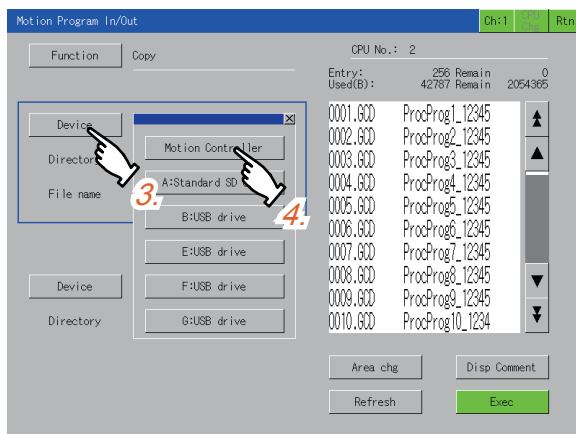 Motion Program In/Out Ch:1 CPU Chg Rtn
Function Copy
CPU No.: 2
Entry: 256 Remain 0
Used(B): 42787 Remain 2054365
Device
Directory
File name
Motion Controller
A:Standard SD
B:USB drive
E:USB drive
F:USB drive
G:USB drive
3.
4.
Device
Directory
0001.GCD ProcProg1_12345
0002.GCD ProcProg2_12345
0003.GCD ProcProg3_12345
0004.GCD ProcProg4_12345
0005.GCD ProcProg5_12345
0006.GCD ProcProg6_12345
0007.GCD ProcProg7_12345
0008.GCD ProcProg8_12345
0009.GCD ProcProg9_12345
0010.GCD ProcProg10_1234
Area chg Disp Comment
Refresh Exec